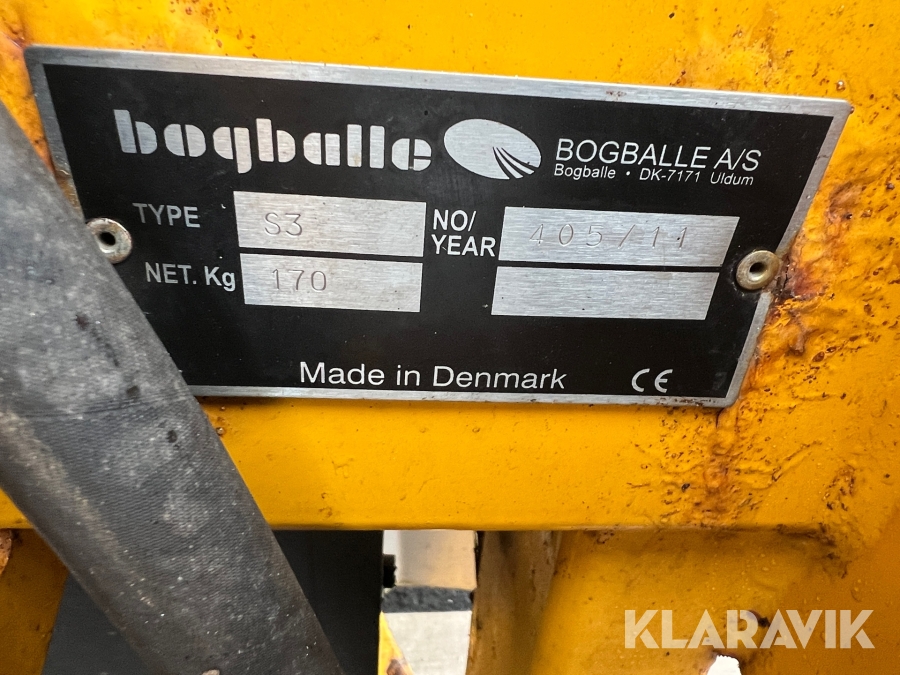 bogballe
BOGBALLE A/S
Bogballe • DK-7171 Uldum
TYPE S3 NO/ YEAR 405/11
NET. Kg 170
Made in Denmark CE
KLARAVIK